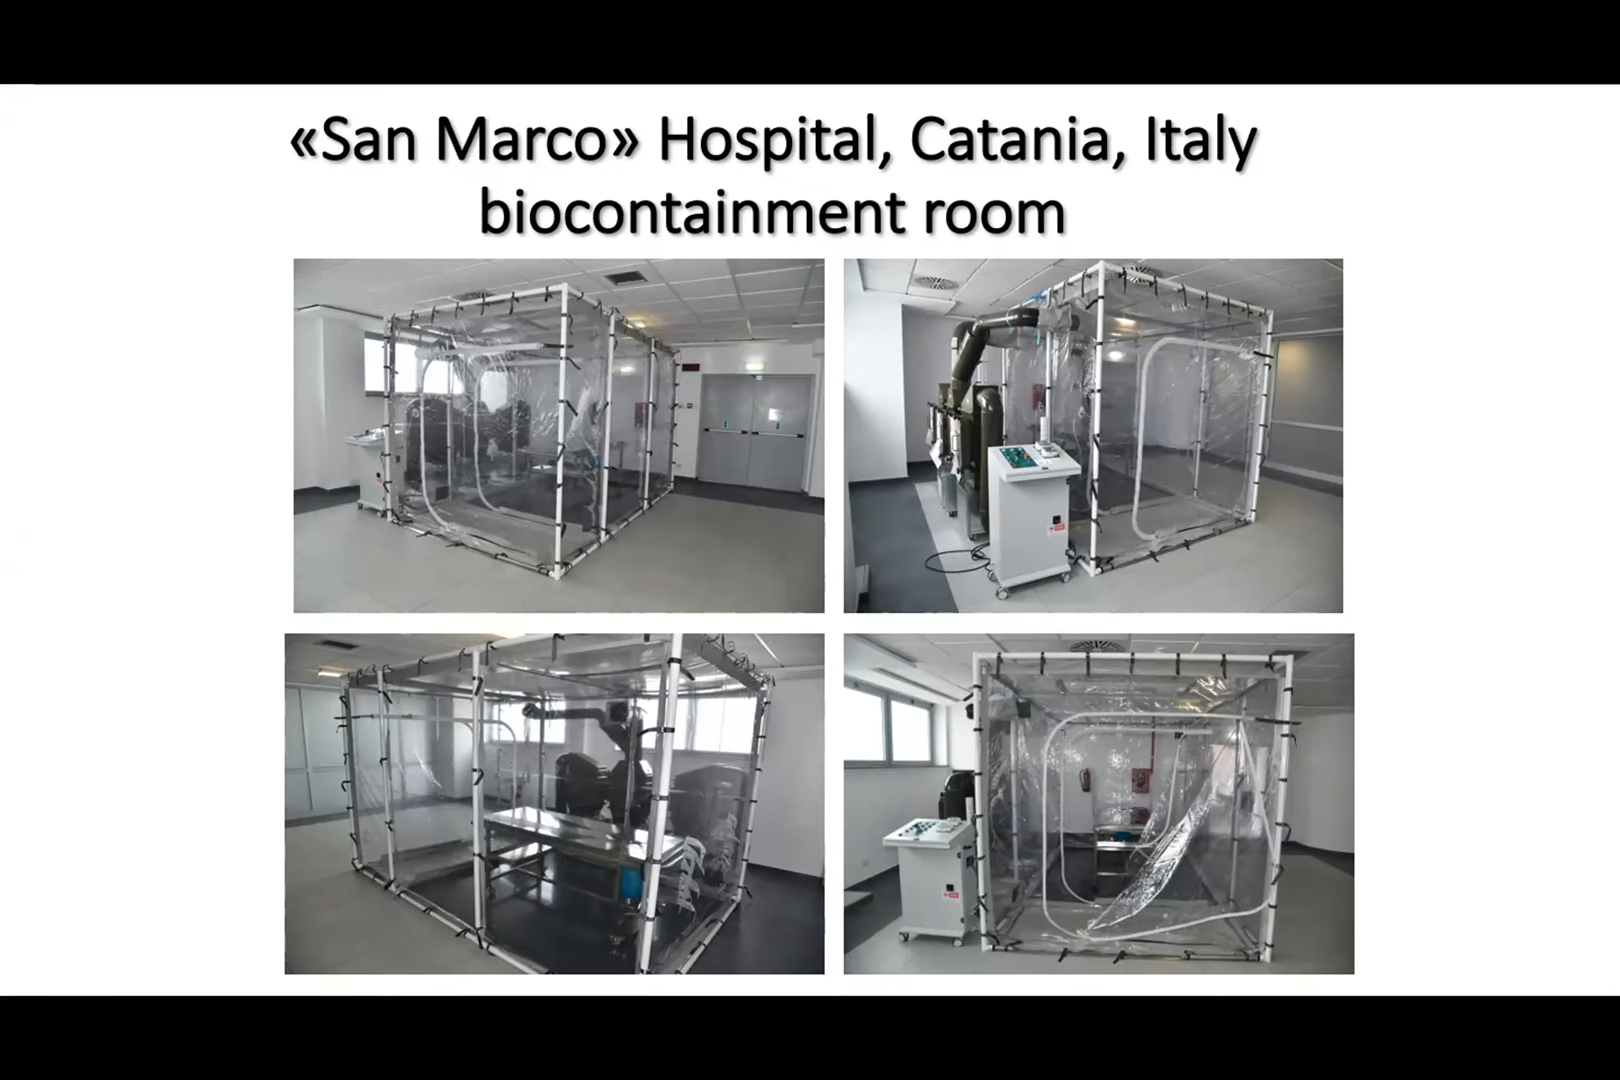 «San Marco» Hospital, Catania, Italy
biocontainment room